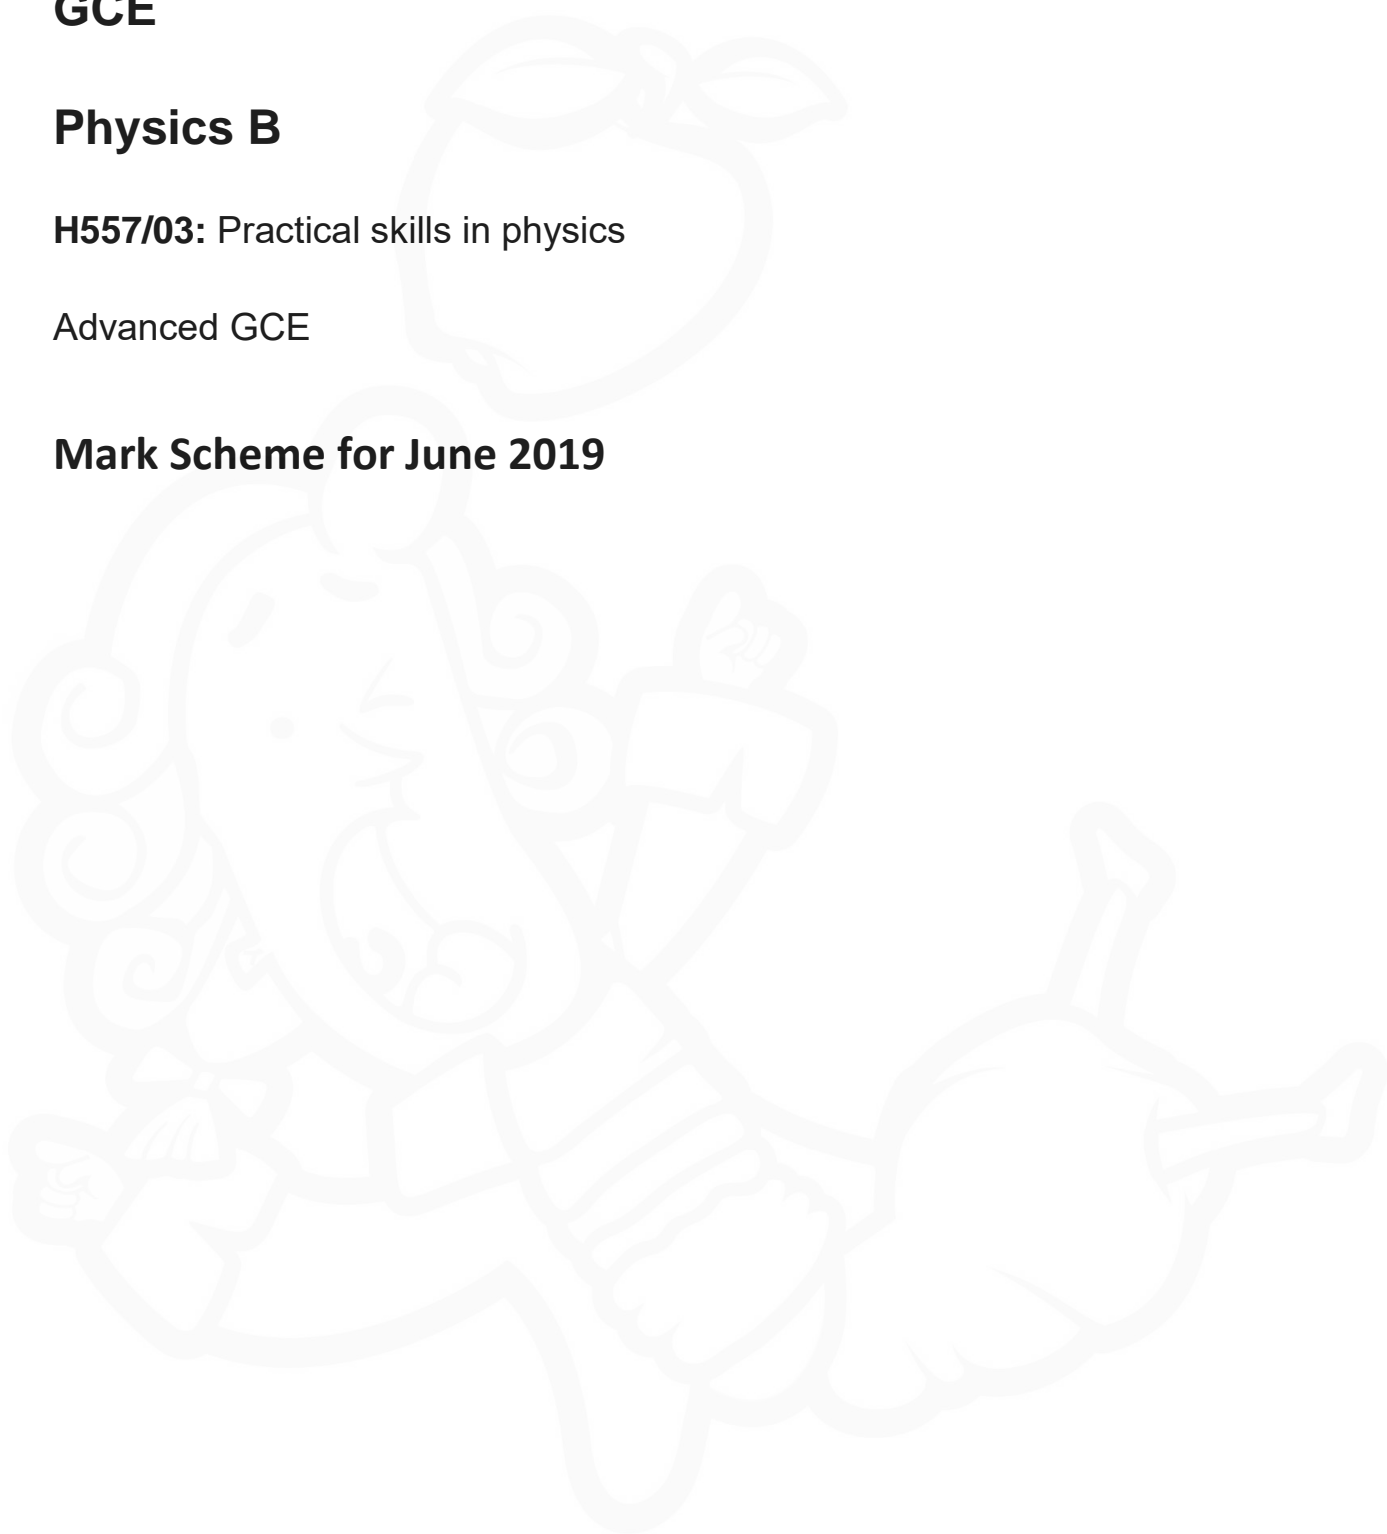 GCE
Physics B
H557/03: Practical skills in physics
Advanced GCE
Mark Scheme for June 2019